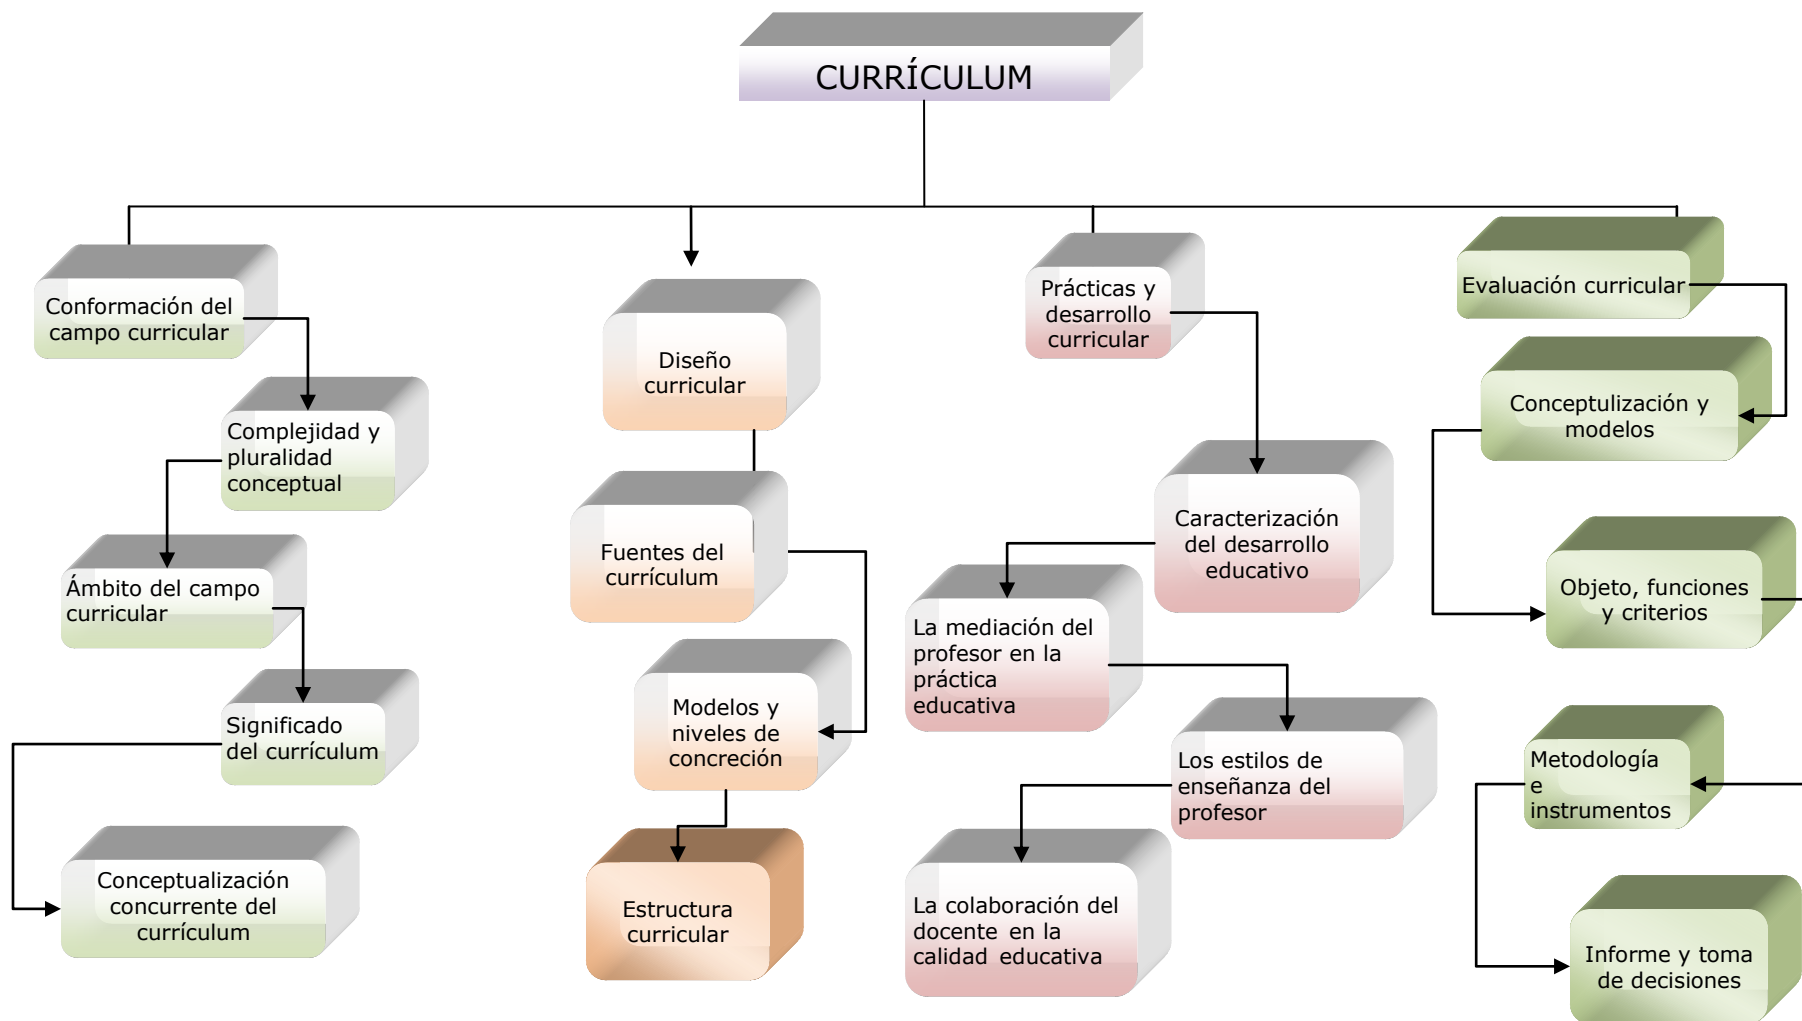 CURRÍCULUM
Conformación del
campo curricular
Complejidad y
pluralidad
conceptual
Ámbito del campo
curricular
Significado
del currículum
Conceptualización
concurrente del
currículum
Diseño
curricular
Fuentes del
currículum
Modelos y
niveles de
concreción
Estructura
curricular
Prácticas y
desarrollo
curricular
Caracterización
del desarrollo
educativo
La mediación del
profesor en la
práctica
educativa
Los estilos de
enseñanza del
profesor
La colaboración del
docente en la
calidad educativa
Evaluación curricular
Conceptulización y
modelos
Objeto, funciones
y criterios
Metodología
e
instrumentos
Informe y toma
de decisiones